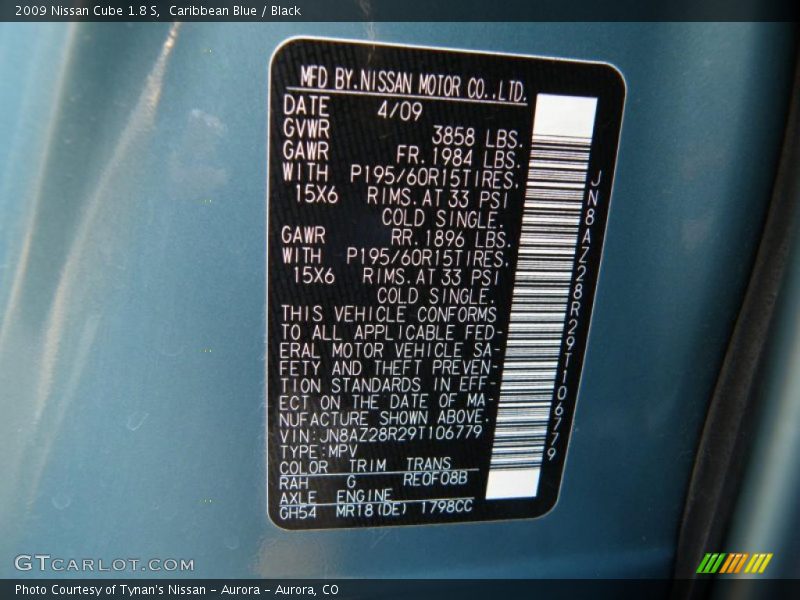 2009 Nissan Cube 1.8 S,  Caribbean Blue / Black
MFD BY.NISSAN MOTOR CO.,LTD.
DATE 4/09
GVWR 3858 LBS.
GAWR FR. 1984 LBS.
WITH P195/60R15TIRES,
15X6 RIMS. AT 33 PSI
COLD SINGLE.
GAWR RR. 1896 LBS.
WITH P195/60R15TIRES,
15X6 RIMS. AT 33 PSI
COLD SINGLE.
THIS VEHICLE CONFORMS
TO ALL APPLICABLE FED-
ERAL MOTOR VEHICLE SA-
FETY AND THEFT PREVEN-
TION STANDARDS IN EFF-
ECT ON THE DATE OF MA-
NUFACTURE SHOWN ABOVE.
VIN:JN8AZ28R29T106779
TYPE:MPV
COLOR TRIM TRANS
RAH G RE0F08B
AXLE ENGINE
GH54 MR18(DE) 1798CC
JN8AZ28R29T106779
GTCARLOT.COM
Photo Courtesy of Tynan's Nissan - Aurora - Aurora, CO